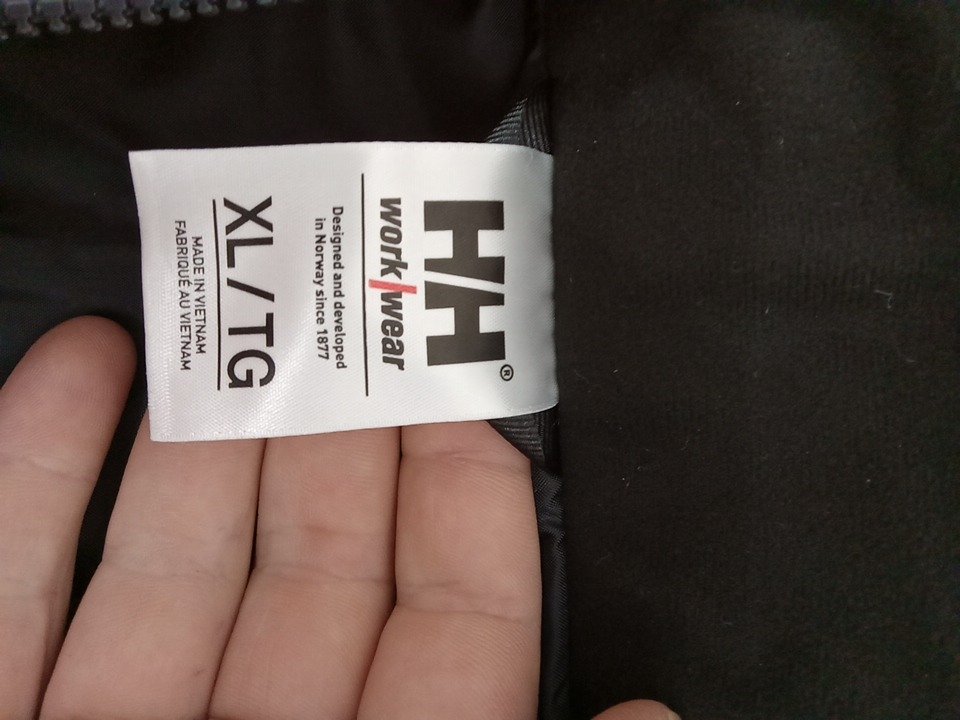 H/H®
work/wear
Designed and developed
in Norway since 1877
XL / TG
MADE IN VIETNAM
FABRIQUÉ AU VIETNAM